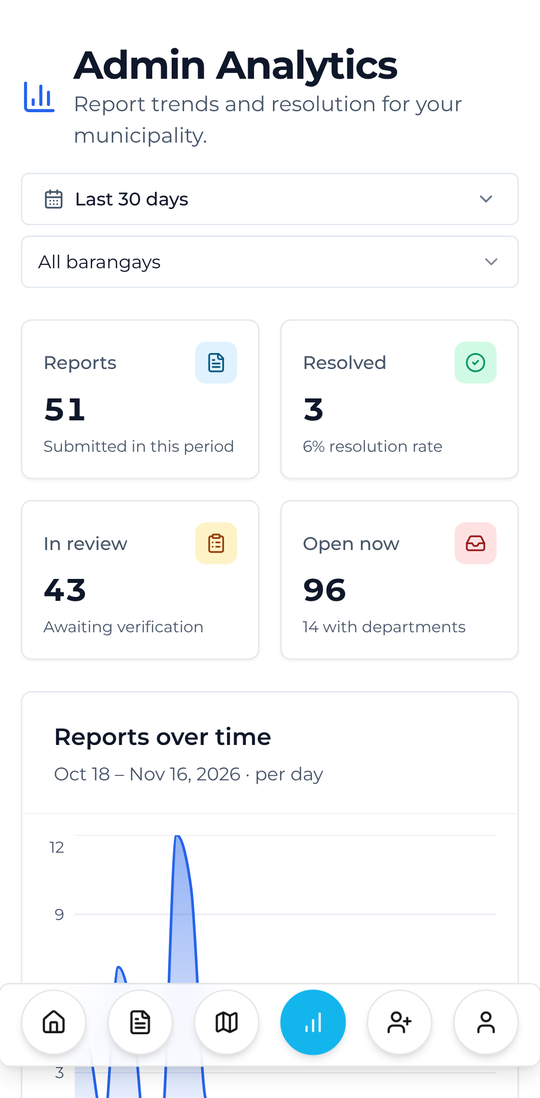 Admin Analytics
Report trends and resolution for your
municipality.
Last 30 days
All barangays
Reports
51
Submitted in this period
Resolved
3
6% resolution rate
In review
43
Awaiting verification
Open now
96
14 with departments
Reports over time
Oct 18 – Nov 16, 2026 · per day
12
9
3